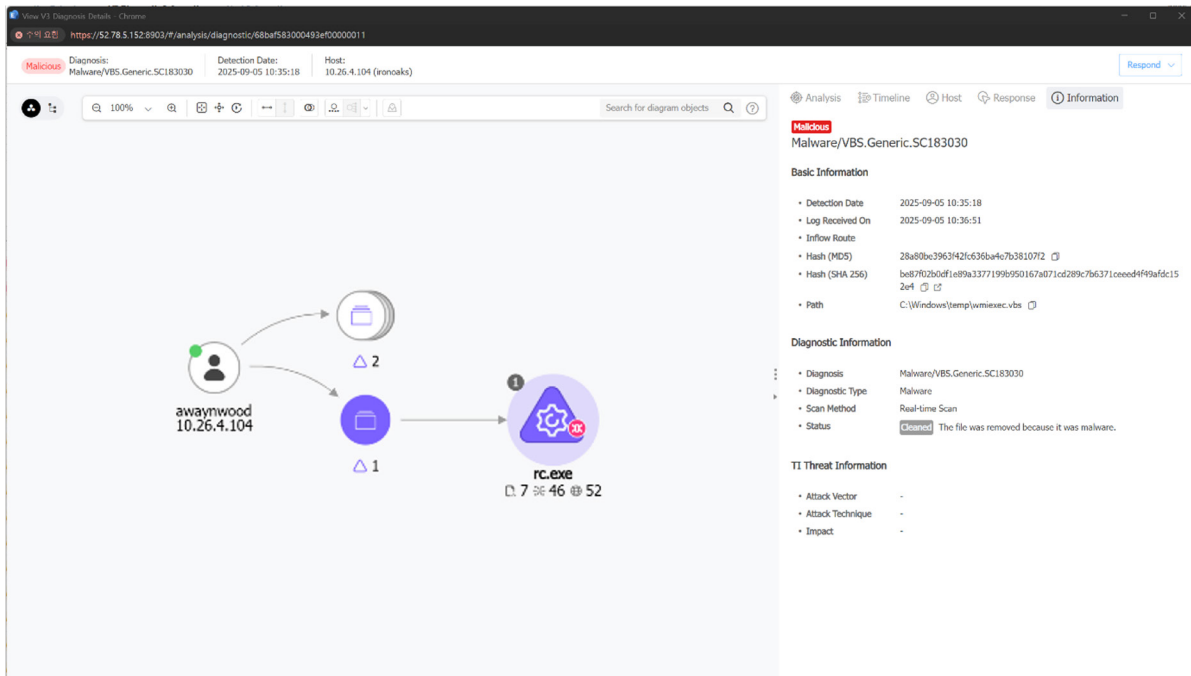 View V3 Diagnosis Details - Chrome
주의 요함 https://52.78.5.152:8903/#/analysis/diagnostic/68baf583000493ef00000011
Malicious
Diagnosis:
Malware/VBS.Generic.SC183030
Detection Date:
2025-09-05 10:35:18
Host:
10.26.4.104 (ironoaks)
Respond
100%
Search for diagram objects
Analysis Timeline Host Response Information
Malicious
Malware/VBS.Generic.SC183030
Basic Information
• Detection Date 2025-09-05 10:35:18
• Log Received On 2025-09-05 10:36:51
• Inflow Route
• Hash (MD5) 28a80be3963f42fc636ba4e7b38107f2
• Hash (SHA 256) be87f02b0df1e89a3377199b950167a071cd289c7b6371ceeed4f49afdc15
2e4
• Path C:\Windows\temp\wmiexec.vbs
Diagnostic Information
• Diagnosis Malware/VBS.Generic.SC183030
• Diagnostic Type Malware
• Scan Method Real-time Scan
• Status Cleaned The file was removed because it was malware.
TI Threat Information
• Attack Vector -
• Attack Technique -
• Impact -
2
awaynwood
10.26.4.104
1
1
rc.exe
7 46 52